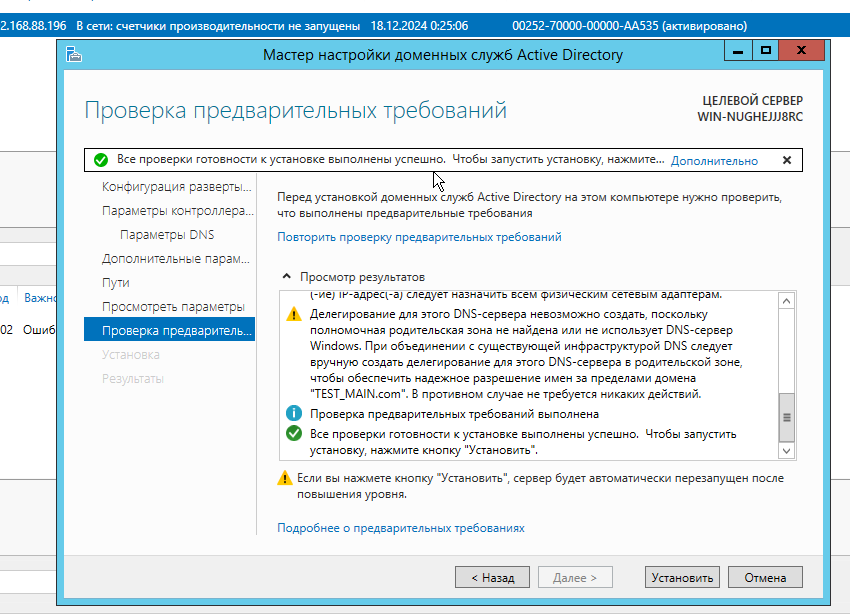 2.168.88.196 В сети: счетчики производительности не запущены 18.12.2024 0:25:06 00252-70000-00000-AA535 (активировано)
Мастер настройки доменных служб Active Directory
Проверка предварительных требований
ЦЕЛЕВОЙ СЕРВЕР
WIN-NUGHEJJJ8RC
Все проверки готовности к установке выполнены успешно. Чтобы запустить установку, нажмите... Дополнительно
Конфигурация разверты...
Параметры контроллера...
Параметры DNS
Дополнительные парам...
Пути
Просмотреть параметры
Проверка предваритель...
Установка
Результаты
Перед установкой доменных служб Active Directory на этом компьютере нужно проверить,
что выполнены предварительные требования
Повторить проверку предварительных требований
Просмотр результатов
(-ие) IP-адрес(-а) следует назначить всем физическим сетевым адаптерам.
Делегирование для этого DNS-сервера невозможно создать, поскольку
полномочная родительская зона не найдена или не использует DNS-сервер
Windows. При объединении с существующей инфраструктурой DNS следует
вручную создать делегирование для этого DNS-сервера в родительской зоне,
чтобы обеспечить надежное разрешение имен за пределами домена
"TEST_MAIN.com". В противном случае не требуется никаких действий.
Проверка предварительных требований выполнена
Все проверки готовности к установке выполнены успешно. Чтобы запустить
установку, нажмите кнопку "Установить".
Если вы нажмете кнопку "Установить", сервер будет автоматически перезапущен после
повышения уровня.
Подробнее о предварительных требованиях
< Назад
Далее >
Установить
Отмена
од Важно
02 Ошиб